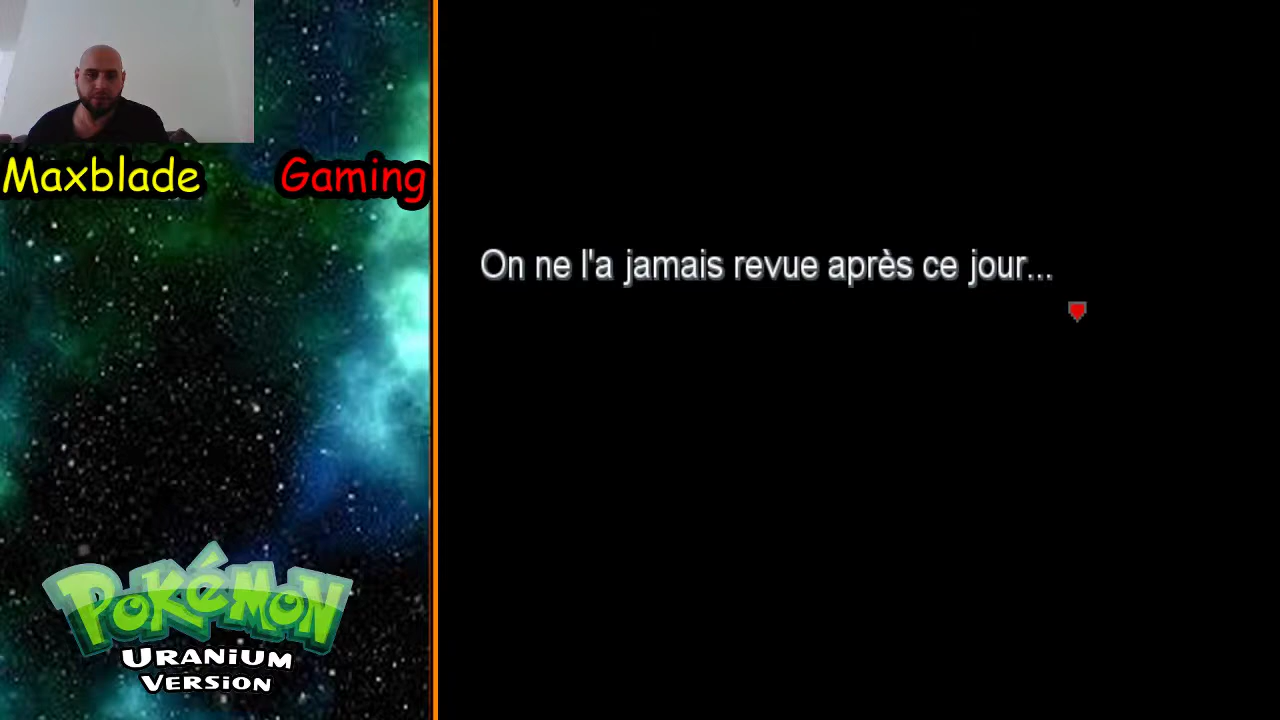 Maxblade Gaming
On ne l'a jamais revue après ce jour...
POKéMON
URANiUM
VERSiON